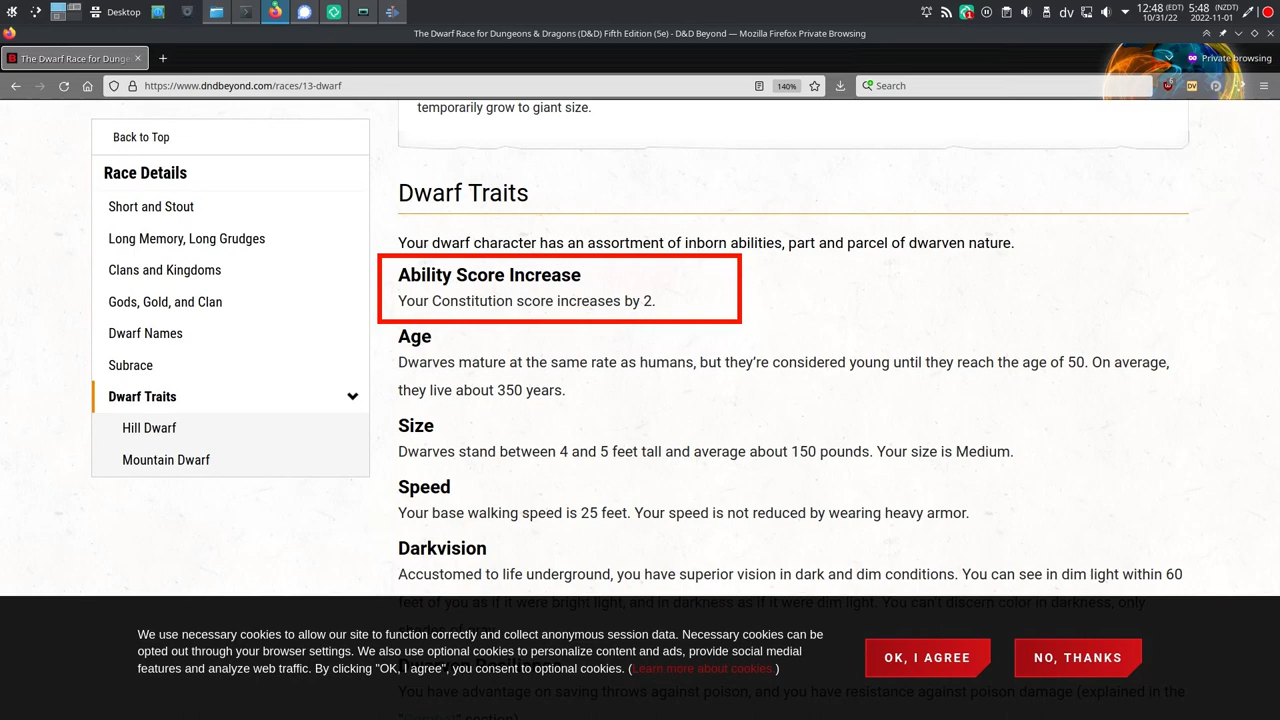 Desktop
1
dv
12:48 (EDT)
10/31/22
5:48 (NZDT)
2022-11-01
The Dwarf Race for Dungeons & Dragons (D&D) Fifth Edition (5e) - D&D Beyond — Mozilla Firefox Private Browsing
The Dwarf Race for Dunge
Private browsing
https://www.dndbeyond.com/races/13-dwarf
140%
Search
6
DV
temporarily grow to giant size.
Back to Top
Race Details
Short and Stout
Long Memory, Long Grudges
Clans and Kingdoms
Gods, Gold, and Clan
Dwarf Names
Subrace
Dwarf Traits
Hill Dwarf
Mountain Dwarf
Dwarf Traits
Your dwarf character has an assortment of inborn abilities, part and parcel of dwarven nature.
Ability Score Increase
Your Constitution score increases by 2.
Age
Dwarves mature at the same rate as humans, but they’re considered young until they reach the age of 50. On average,
they live about 350 years.
Size
Dwarves stand between 4 and 5 feet tall and average about 150 pounds. Your size is Medium.
Speed
Your base walking speed is 25 feet. Your speed is not reduced by wearing heavy armor.
Darkvision
Accustomed to life underground, you have superior vision in dark and dim conditions. You can see in dim light within 60
feet of you as if it were bright light, and in darkness as if it were dim light. You can't discern color in darkness, only
shades of gray.
We use necessary cookies to allow our site to function correctly and collect anonymous session data. Necessary cookies can be
opted out through your browser settings. We also use optional cookies to personalize content and ads, provide social medial
features and analyze web traffic. By clicking "OK, I agree", you consent to optional cookies. (Learn more about cookies.)
OK, I AGREE
NO, THANKS
You have advantage on saving throws against poison, and you have resistance against poison damage (explained in the
section).